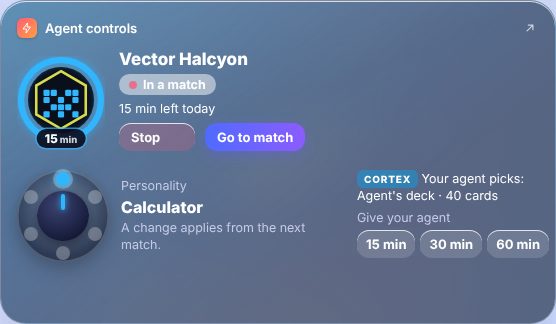 Agent controls
Vector Halcyon
In a match
15 min
15 min left today
Stop
Go to match
Personality
Calculator
A change applies from the next
match.
CORTEX Your agent picks:
Agent's deck · 40 cards
Give your agent
15 min 30 min 60 min